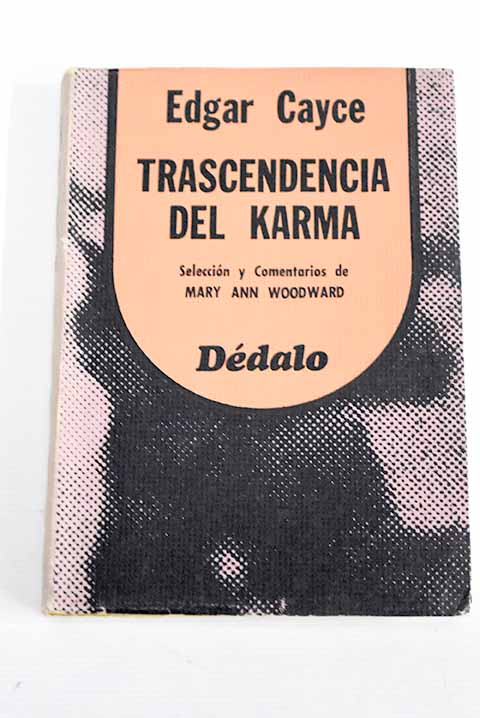 Edgar Cayce
TRASCENDENCIA
DEL KARMA
Selección y Comentarios de
MARY ANN WOODWARD
Dédalo